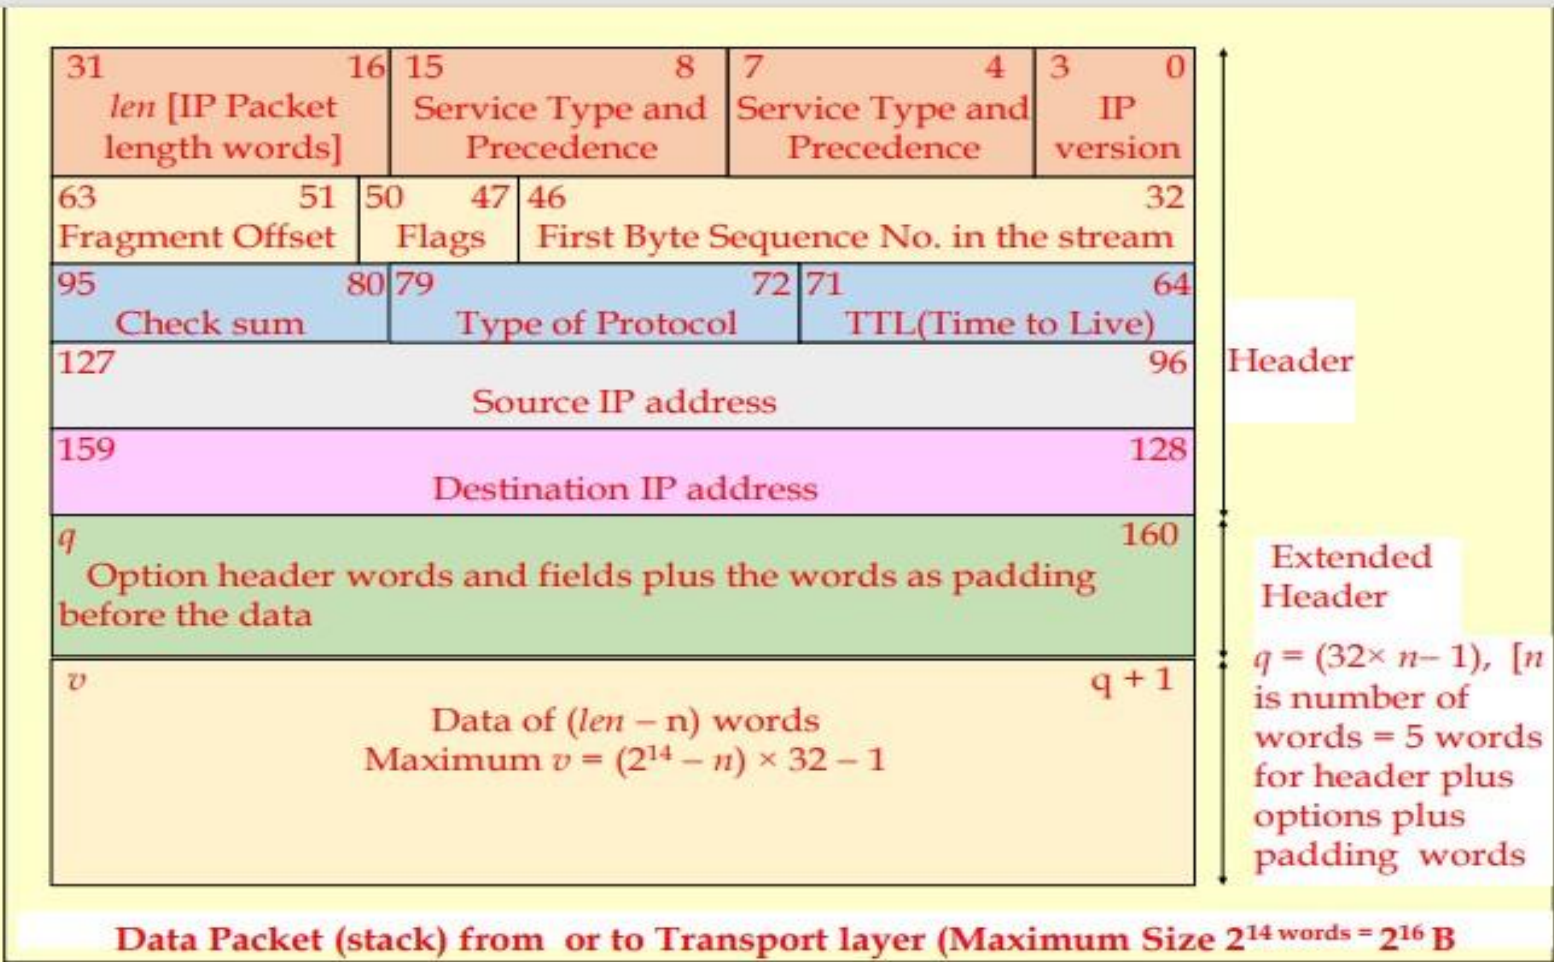 31 16 15 8 7 4 3 0
len [IP Packet length words]
Service Type and Precedence
Service Type and Precedence
IP version
63 51 50 47 46 32
Fragment Offset Flags First Byte Sequence No. in the stream
95 80 79 72 71 64
Check sum Type of Protocol TTL(Time to Live)
127 96
Source IP address
159 128
Destination IP address
Header
q 160
Option header words and fields plus the words as padding
before the data
Extended
Header
v q + 1
Data of (len – n) words
Maximum v = (2¹⁴ – n) × 32 – 1
q = (32× n– 1), [n
is number of
words = 5 words
for header plus
options plus
padding words
Data Packet (stack) from or to Transport layer (Maximum Size 2¹⁴ ʷᵒʳᵈˢ ⁼ 2¹⁶ B